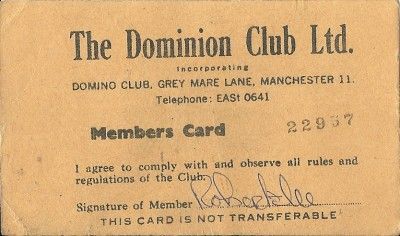 The Dominion Club Ltd.
incorporating
DOMINO CLUB, GREY MARE LANE, MANCHESTER 11.
Telephone: EASt 0641
Members Card 22957
I agree to comply with and observe all rules and
regulations of the Club.
Signature of Member
THIS CARD IS NOT TRANSFERABLE